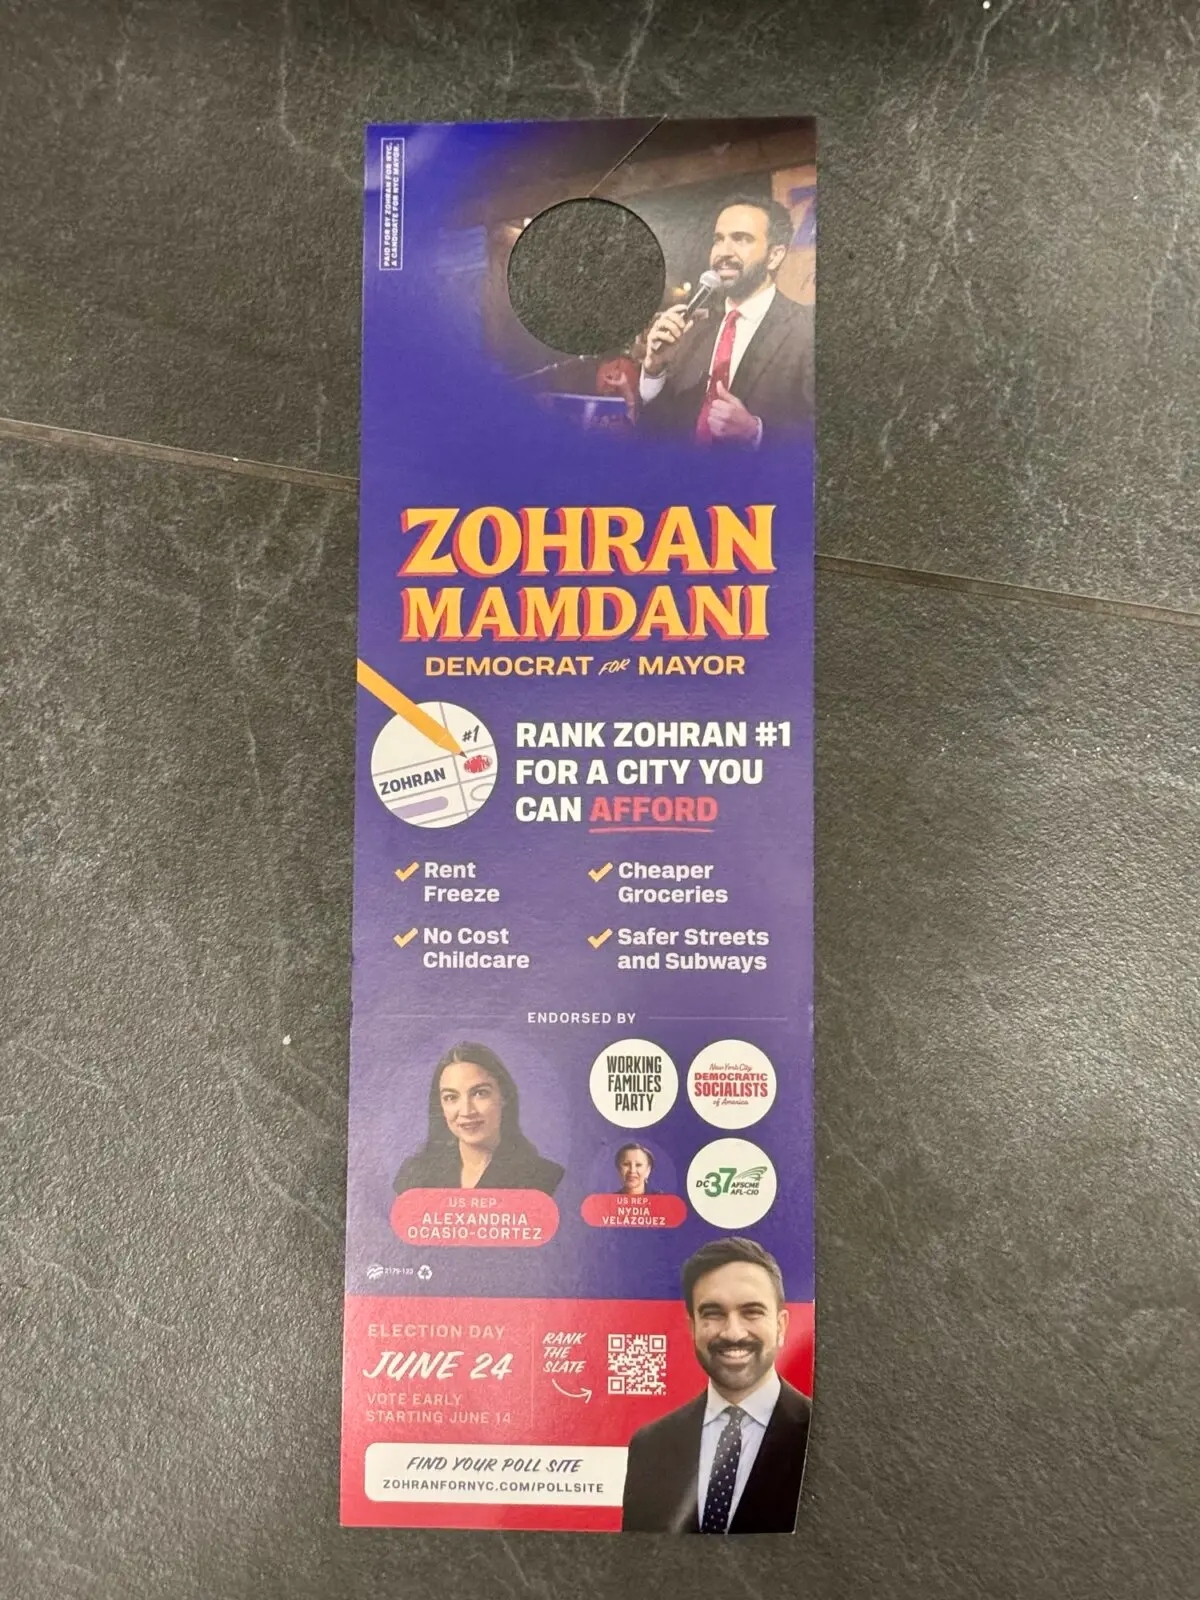 PAID FOR BY ZOHRAN FOR NYC.
A CANDIDATE FOR NYC MAYOR.
ZOHRAN
MAMDANI
DEMOCRAT FOR MAYOR
#1
ZOHRAN
RANK ZOHRAN #1
FOR A CITY YOU
CAN AFFORD
Rent
Freeze
Cheaper
Groceries
No Cost
Childcare
Safer Streets
and Subways
ENDORSED BY
US REP.
ALEXANDRIA
OCASIO-CORTEZ
WORKING
FAMILIES
PARTY
New York City
DEMOCRATIC
SOCIALISTS
of America
US REP.
NYDIA
VELÁZQUEZ
DC37 AFSCME
AFL-CIO
2179-123
ELECTION DAY
JUNE 24
VOTE EARLY
STARTING JUNE 14
RANK
THE
SLATE
FIND YOUR POLL SITE
ZOHRANFORNYC.COM/POLLSITE